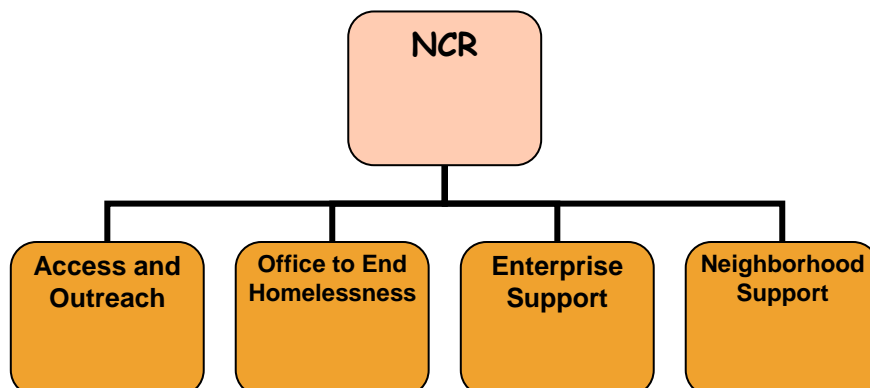 NCR
Access and
Outreach
Office to End
Homelessness
Enterprise
Support
Neighborhood
Support